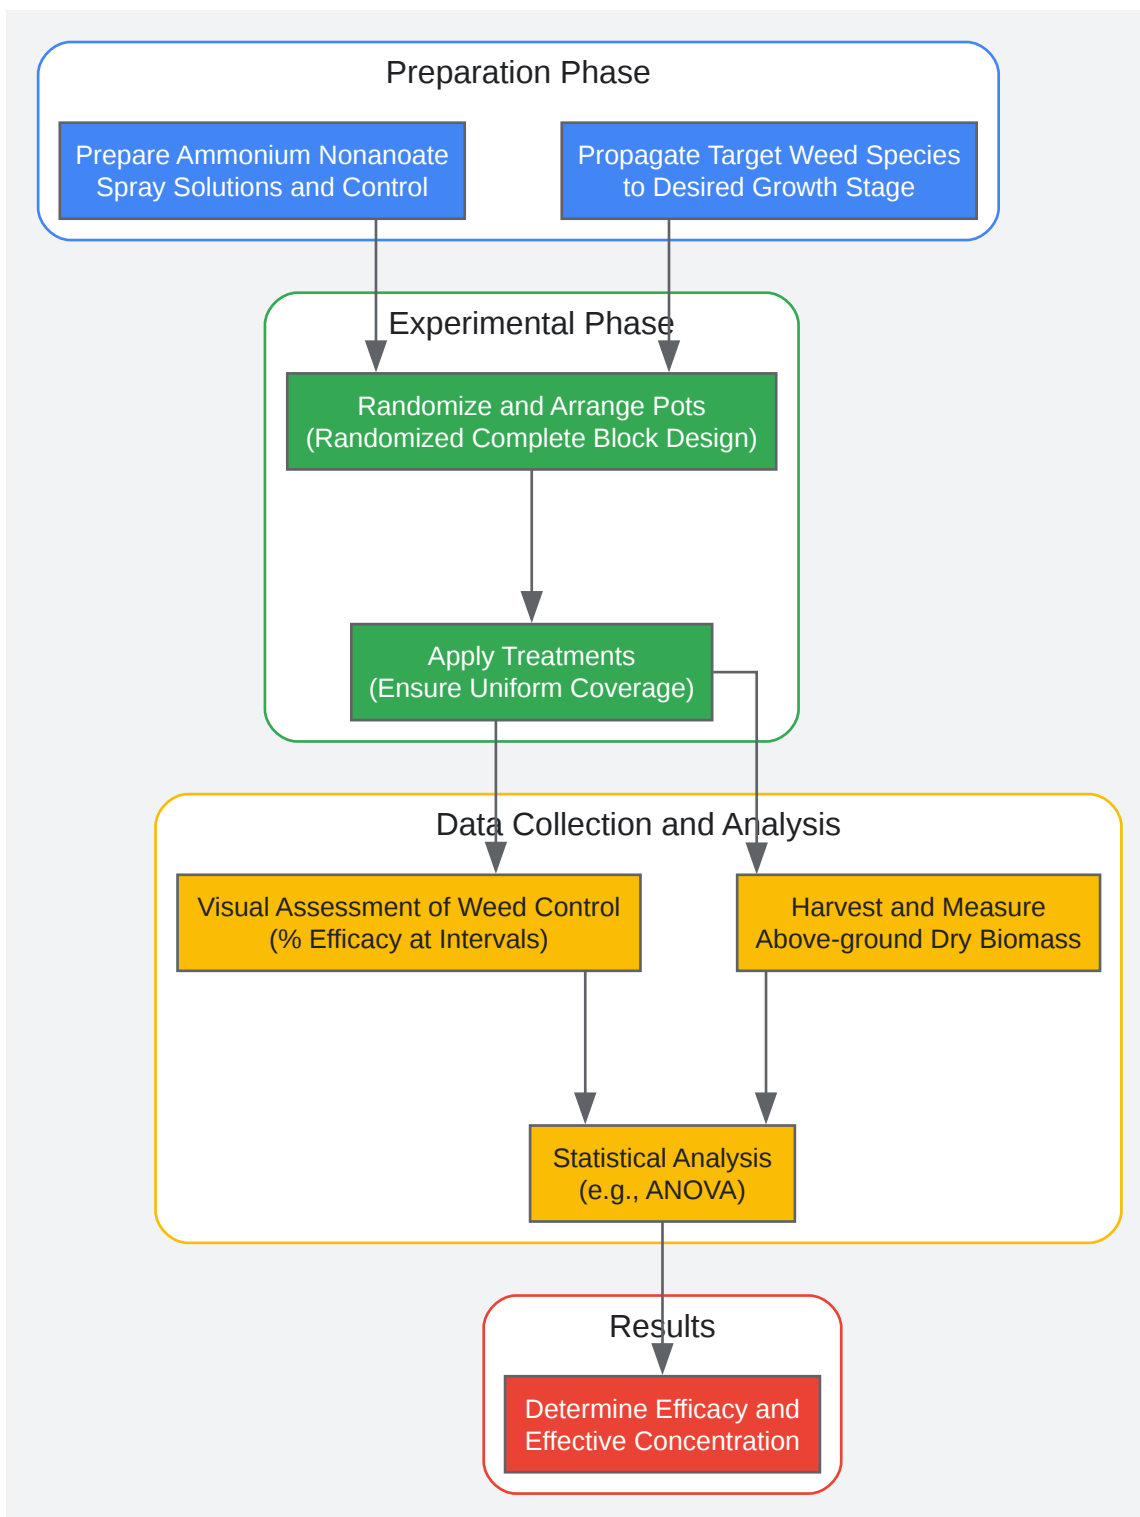 Preparation Phase
Prepare Ammonium Nonanoate
Spray Solutions and Control
Propagate Target Weed Species
to Desired Growth Stage
Experimental Phase
Randomize and Arrange Pots
(Randomized Complete Block Design)
Apply Treatments
(Ensure Uniform Coverage)
Data Collection and Analysis
Visual Assessment of Weed Control
(% Efficacy at Intervals)
Harvest and Measure
Above-ground Dry Biomass
Statistical Analysis
(e.g., ANOVA)
Results
Determine Efficacy and
Effective Concentration